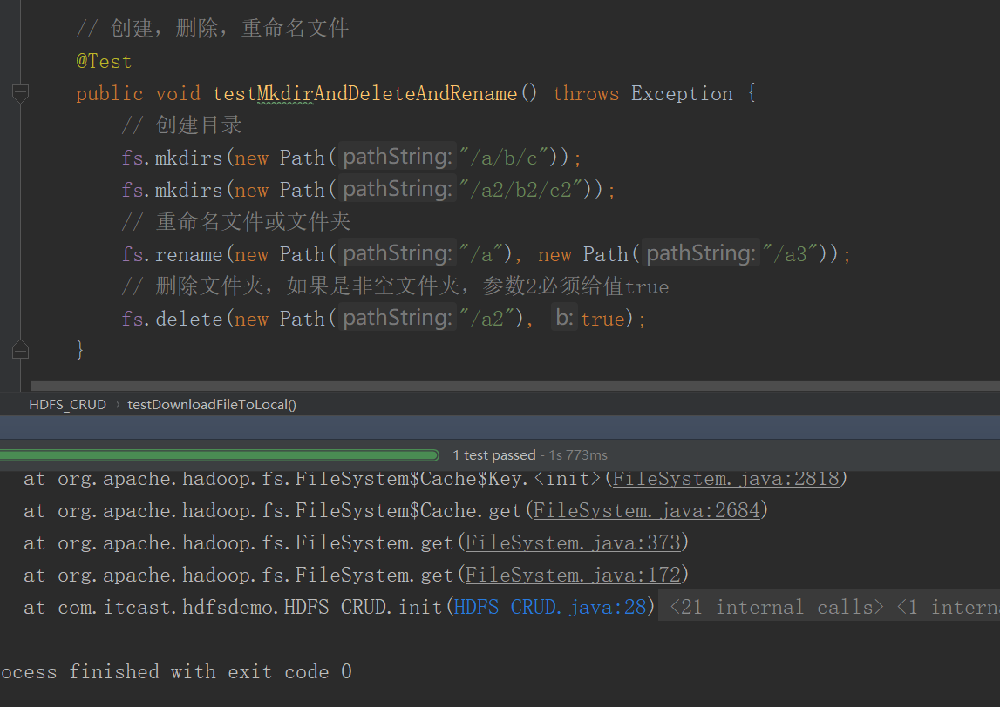 // 创建，删除，重命名文件
@Test
public void testMkdirAndDeleteAndRename() throws Exception {
// 创建目录
fs.mkdirs(new Path( pathString: "/a/b/c"));
fs.mkdirs(new Path( pathString: "/a2/b2/c2"));
// 重命名文件或文件夹
fs.rename(new Path( pathString: "/a"), new Path( pathString: "/a3"));
// 删除文件夹，如果是非空文件夹，参数2必须给值true
fs.delete(new Path( pathString: "/a2"), b: true);
}
HDFS_CRUD › testDownloadFileToLocal()
1 test passed - 1s 773ms
at org.apache.hadoop.fs.FileSystem$Cache$Key.<init>(FileSystem.java:2818)
at org.apache.hadoop.fs.FileSystem$Cache.get(FileSystem.java:2684)
at org.apache.hadoop.fs.FileSystem.get(FileSystem.java:373)
at org.apache.hadoop.fs.FileSystem.get(FileSystem.java:172)
at com.itcast.hdfsdemo.HDFS_CRUD.init(HDFS_CRUD.java:28) <21 internal calls> <1 interna
ocess finished with exit code 0